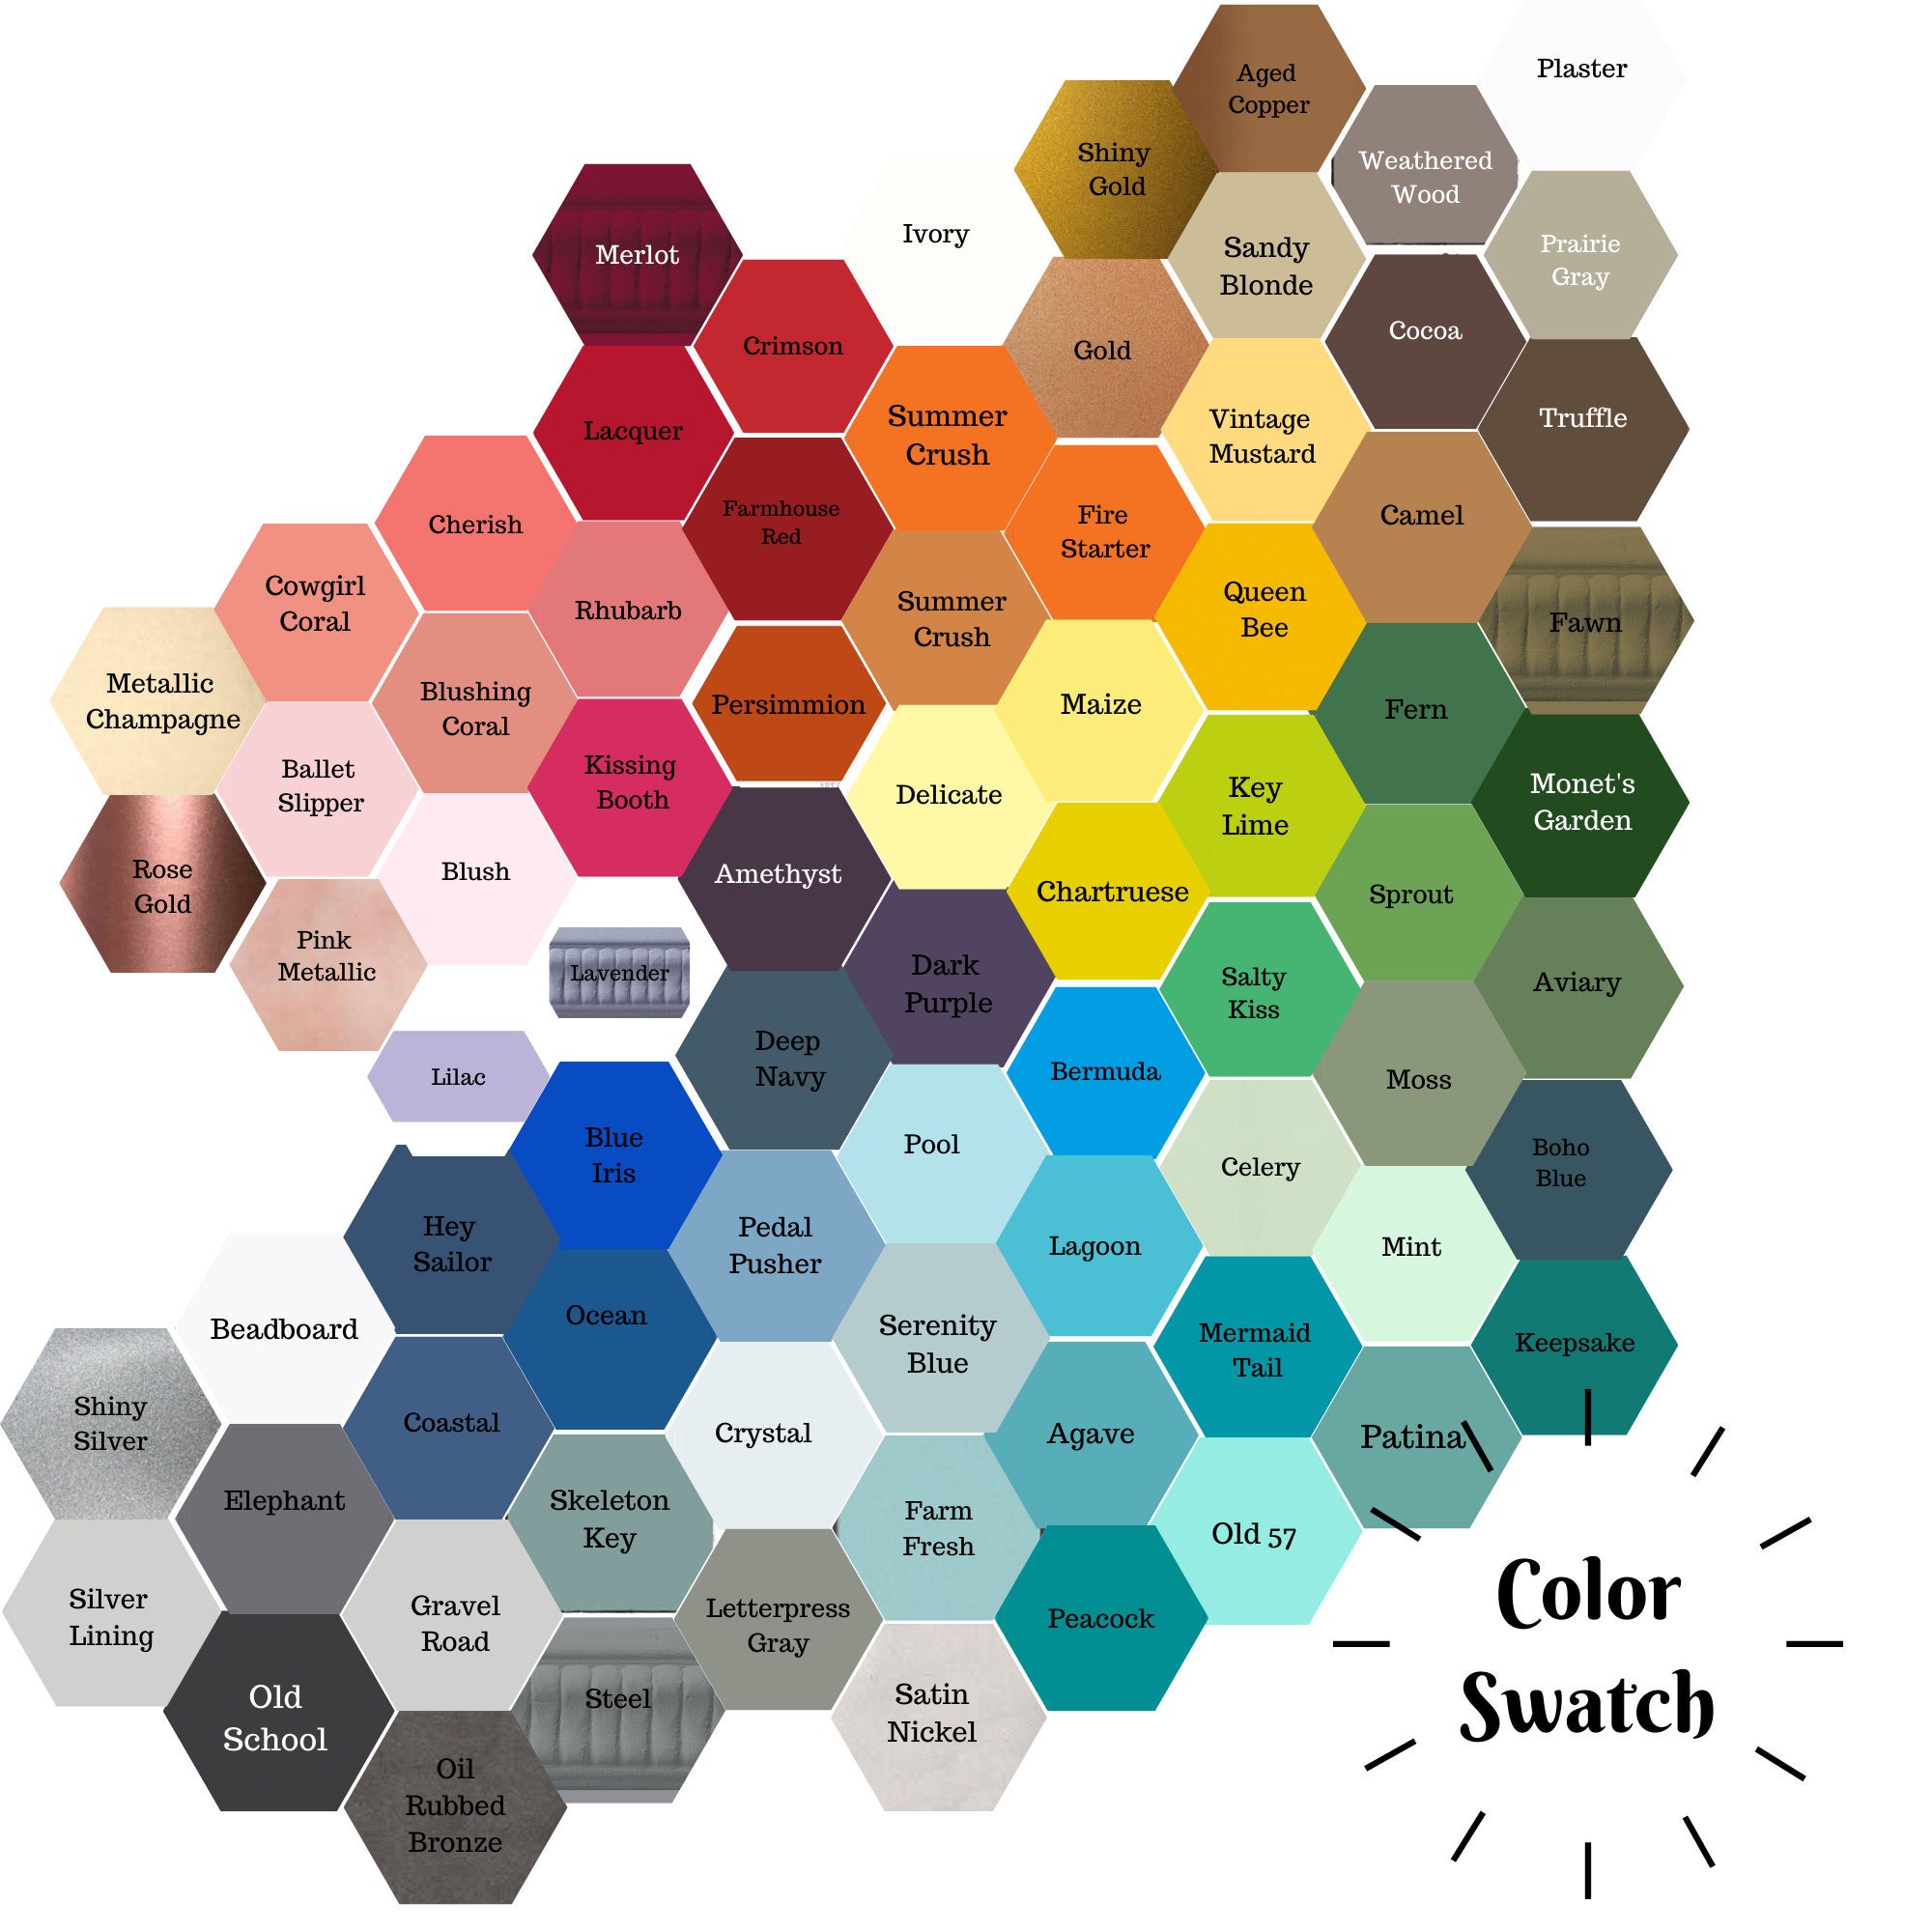 Aged
Copper
Plaster
Shiny
Gold
Weathered
Wood
Merlot
Ivory
Sandy
Blonde
Prairie
Gray
Crimson
Gold
Cocoa
Lacquer
Summer
Crush
Vintage
Mustard
Truffle
Cherish
Farmhouse
Red
Fire
Starter
Camel
Cowgirl
Coral
Rhubarb
Summer
Crush
Queen
Bee
Fawn
Metallic
Champagne
Blushing
Coral
Persimmion
Maize
Fern
Ballet
Slipper
Kissing
Booth
Delicate
Key
Lime
Monet's
Garden
Rose
Gold
Blush
Amethyst
Chartruese
Sprout
Pink
Metallic
Lavender
Dark
Purple
Salty
Kiss
Aviary
Lilac
Deep
Navy
Bermuda
Moss
Blue
Iris
Pool
Celery
Boho
Blue
Hey
Sailor
Pedal
Pusher
Lagoon
Mint
Beadboard
Ocean
Serenity
Blue
Mermaid
Tail
Keepsake
Shiny
Silver
Coastal
Crystal
Agave
Patina
Elephant
Skeleton
Key
Farm
Fresh
Old 57
Silver
Lining
Gravel
Road
Letterpress
Gray
Peacock
Color
Swatch
Old
School
Steel
Satin
Nickel
Oil
Rubbed
Bronze